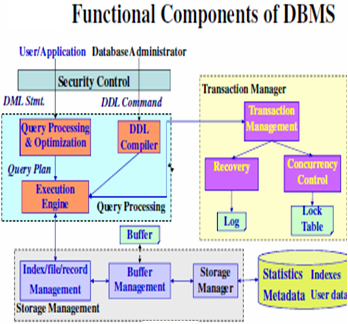 Functional Components of DBMS
User/Application DatabaseAdministrator
Security Control
DML Stmt.
DDL Command
Query Processing
& Optimization
DDL
Compiler
Query Plan
Execution
Engine
Query Processing
Transaction Manager
Transaction
Management
Recovery
Concurrency
Control
Log
Lock
Table
Buffer
Index/file/record
Management
Buffer
Management
Storage
Manager
Storage Management
Statistics Indexes
Metadata User data